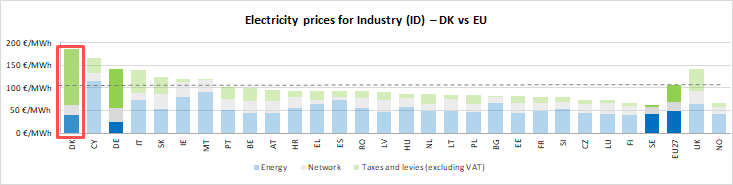 Electricity prices for Industry (ID) – DK vs EU
200 €/MWh
150 €/MWh
100 €/MWh
50 €/MWh
0 €/MWh
DK CY DE IT SK IE MT PT BE AT HR EL ES RO LV HU NL LT PL BG EE FR SI CZ LU FI SE EU27 UK NO
Energy Network Taxes and levies (excluding VAT)